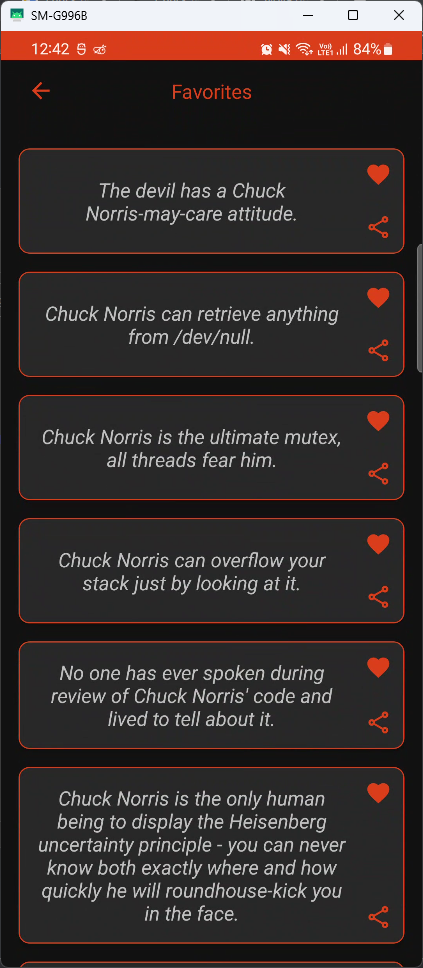 SM-G996B
12:42
Vo))
LTE1
84%
Favorites
The devil has a Chuck
Norris-may-care attitude.
Chuck Norris can retrieve anything
from /dev/null.
Chuck Norris is the ultimate mutex,
all threads fear him.
Chuck Norris can overflow your
stack just by looking at it.
No one has ever spoken during
review of Chuck Norris' code and
lived to tell about it.
Chuck Norris is the only human
being to display the Heisenberg
uncertainty principle - you can never
know both exactly where and how
quickly he will roundhouse-kick you
in the face.